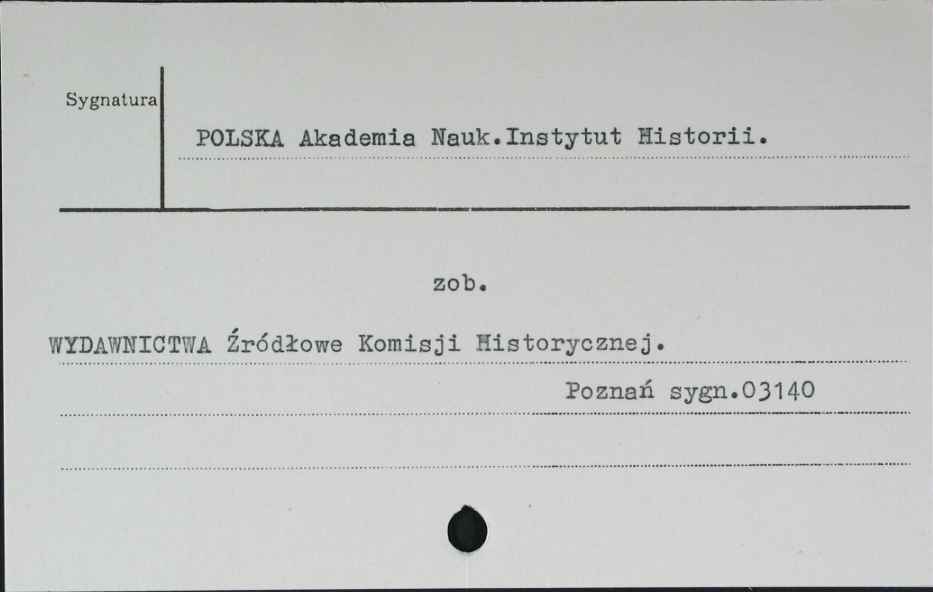 Sygnatura
POLSKA Akademia Nauk.Instytut Historii.
zob.
WYDAWNICTWA Źródłowe Komisji Historycznej.
Poznań sygn.03140